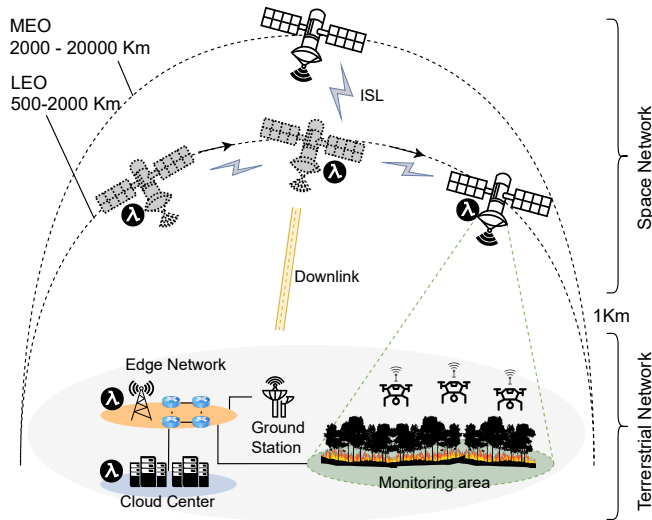 MEO
2000 - 20000 Km
LEO
500-2000 Km
ISL
λ
λ
λ
Space Network
Downlink
1Km
Edge Network
λ
Ground
Station
λ
Cloud Center
Monitoring area
Terrerstrial Network